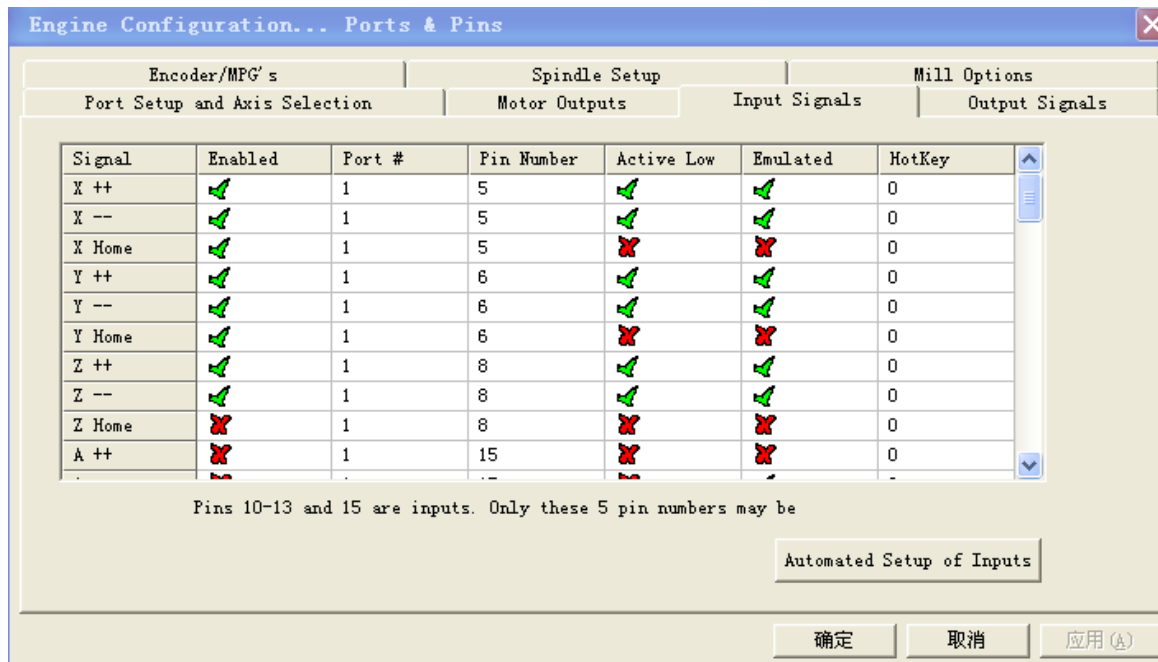 Engine Configuration... Ports & Pins
Encoder/MPG's Spindle Setup Mill Options
Port Setup and Axis Selection Motor Outputs Input Signals Output Signals
Signal Enabled Port # Pin Number Active Low Emulated HotKey
X ++ 1 5 0
X -- 1 5 0
X Home 1 5 0
Y ++ 1 6 0
Y -- 1 6 0
Y Home 1 6 0
Z ++ 1 8 0
Z -- 1 8 0
Z Home 1 8 0
A ++ 1 15 0
Pins 10-13 and 15 are inputs. Only these 5 pin numbers may be
Automated Setup of Inputs
确定 取消 应用(A)